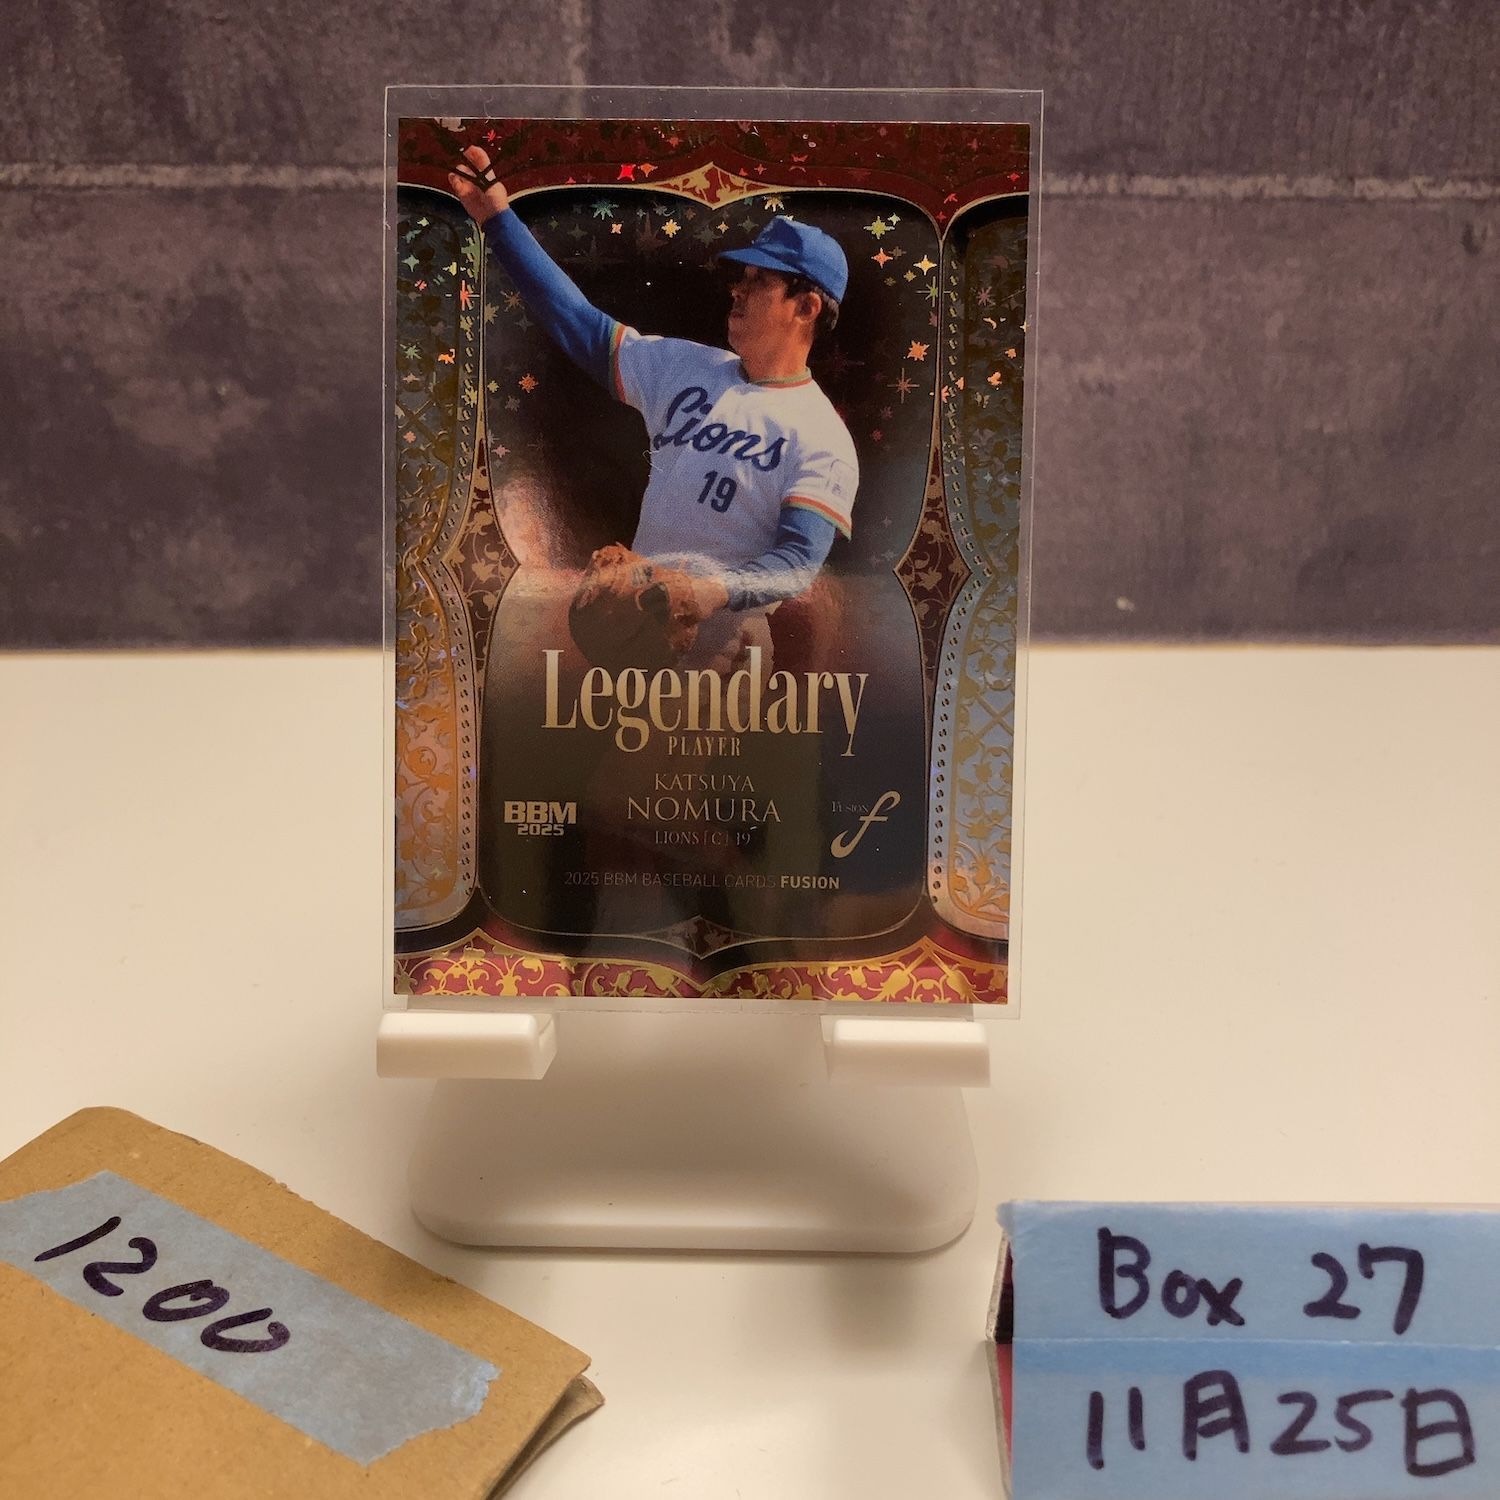 Lions
19
Legendary
PLAYER
KATSUYA
NOMURA
LIONS [C] 19
BBM
2025
FUSION f
2025 BBM BASEBALL CARDS FUSION
1200
Box 27
11月25日